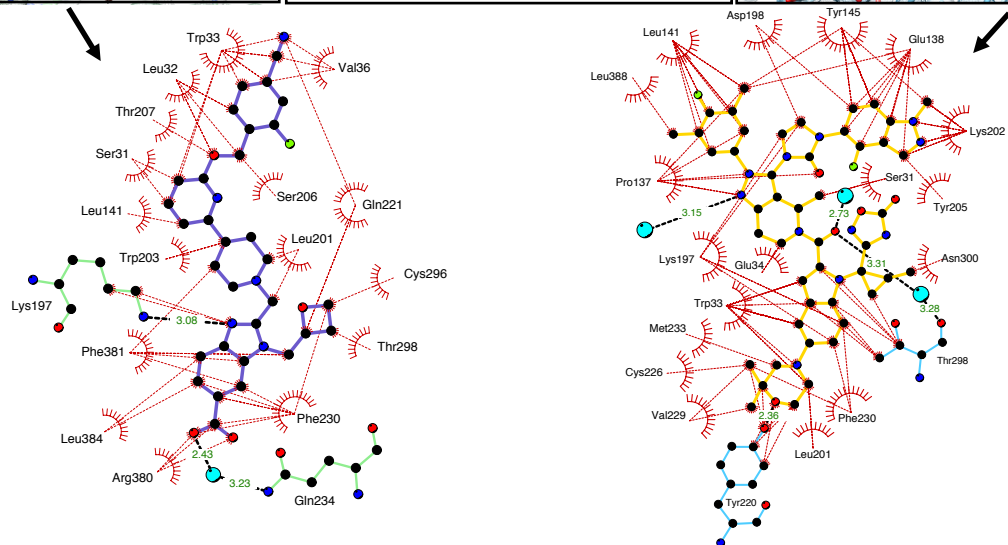 Trp33
Val36
Leu32
Thr207
Ser31
Ser206
Leu141
Gln221
Trp203
Leu201
Cys296
Lys197
3.08
Phe381
Thr298
Phe230
Leu384
2.43
Arg380
3.23
Gln234
Tyr145
Asp198
Leu141
Glu138
Leu388
Lys202
Pro137
Ser31
Tyr205
2.73
3.15
Lys197
Glu34
3.31
Asn300
Trp33
3.28
Met233
Thr298
Cys226
Val229
2.36
Phe230
Leu201
Tyr220